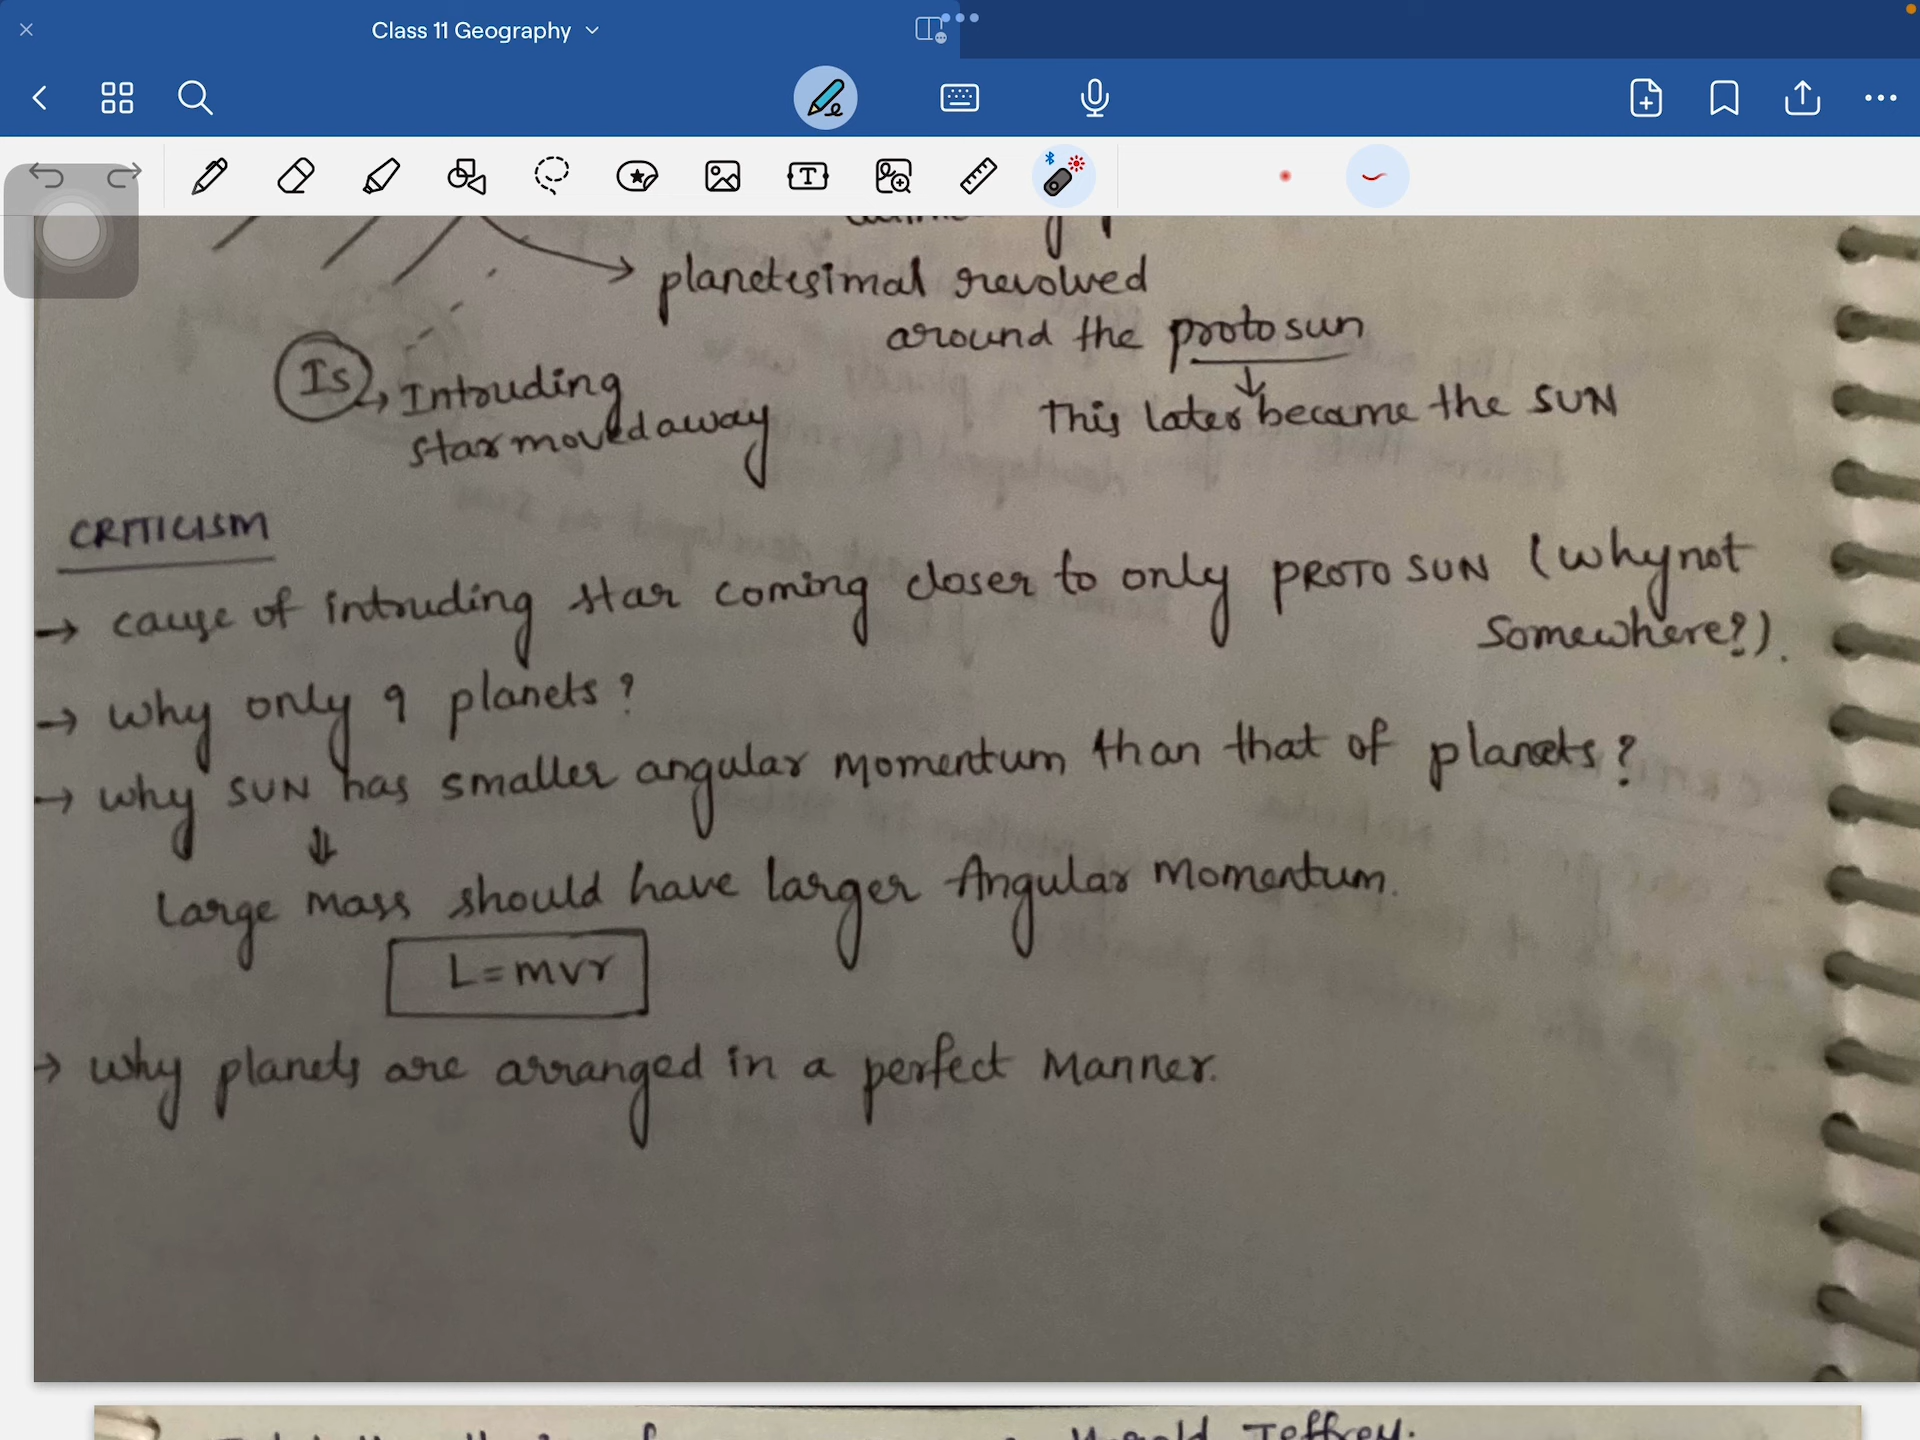 Class 11 Geography
planetesimal revolved
around the proto sun
Is → Intruding
star moved away
↓
This later became the SUN
CRITICISM
→ cause of intruding star coming closer to only PROTO SUN (why not
somewhere?).
→ why only 9 planets?
→ why SUN has smaller angular momentum than that of planets?
⇓
Large mass should have larger Angular Momentum.
L = mvr
→ why planets are arranged in a perfect Manner.
Harold Jeffrey.